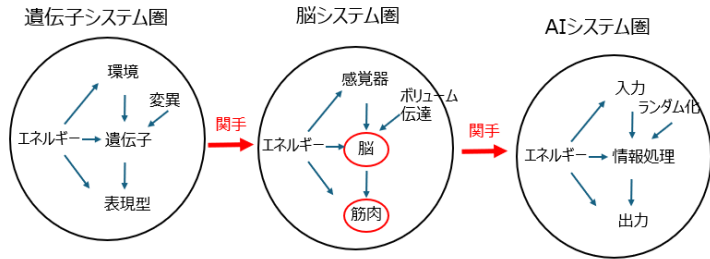 遺伝子システム圏
環境
変異
エネルギー
遺伝子
表現型
関手
脳システム圏
感覚器
ボリューム
伝達
エネルギー
脳
筋肉
関手
AIシステム圏
入力
ランダム化
エネルギー
情報処理
出力